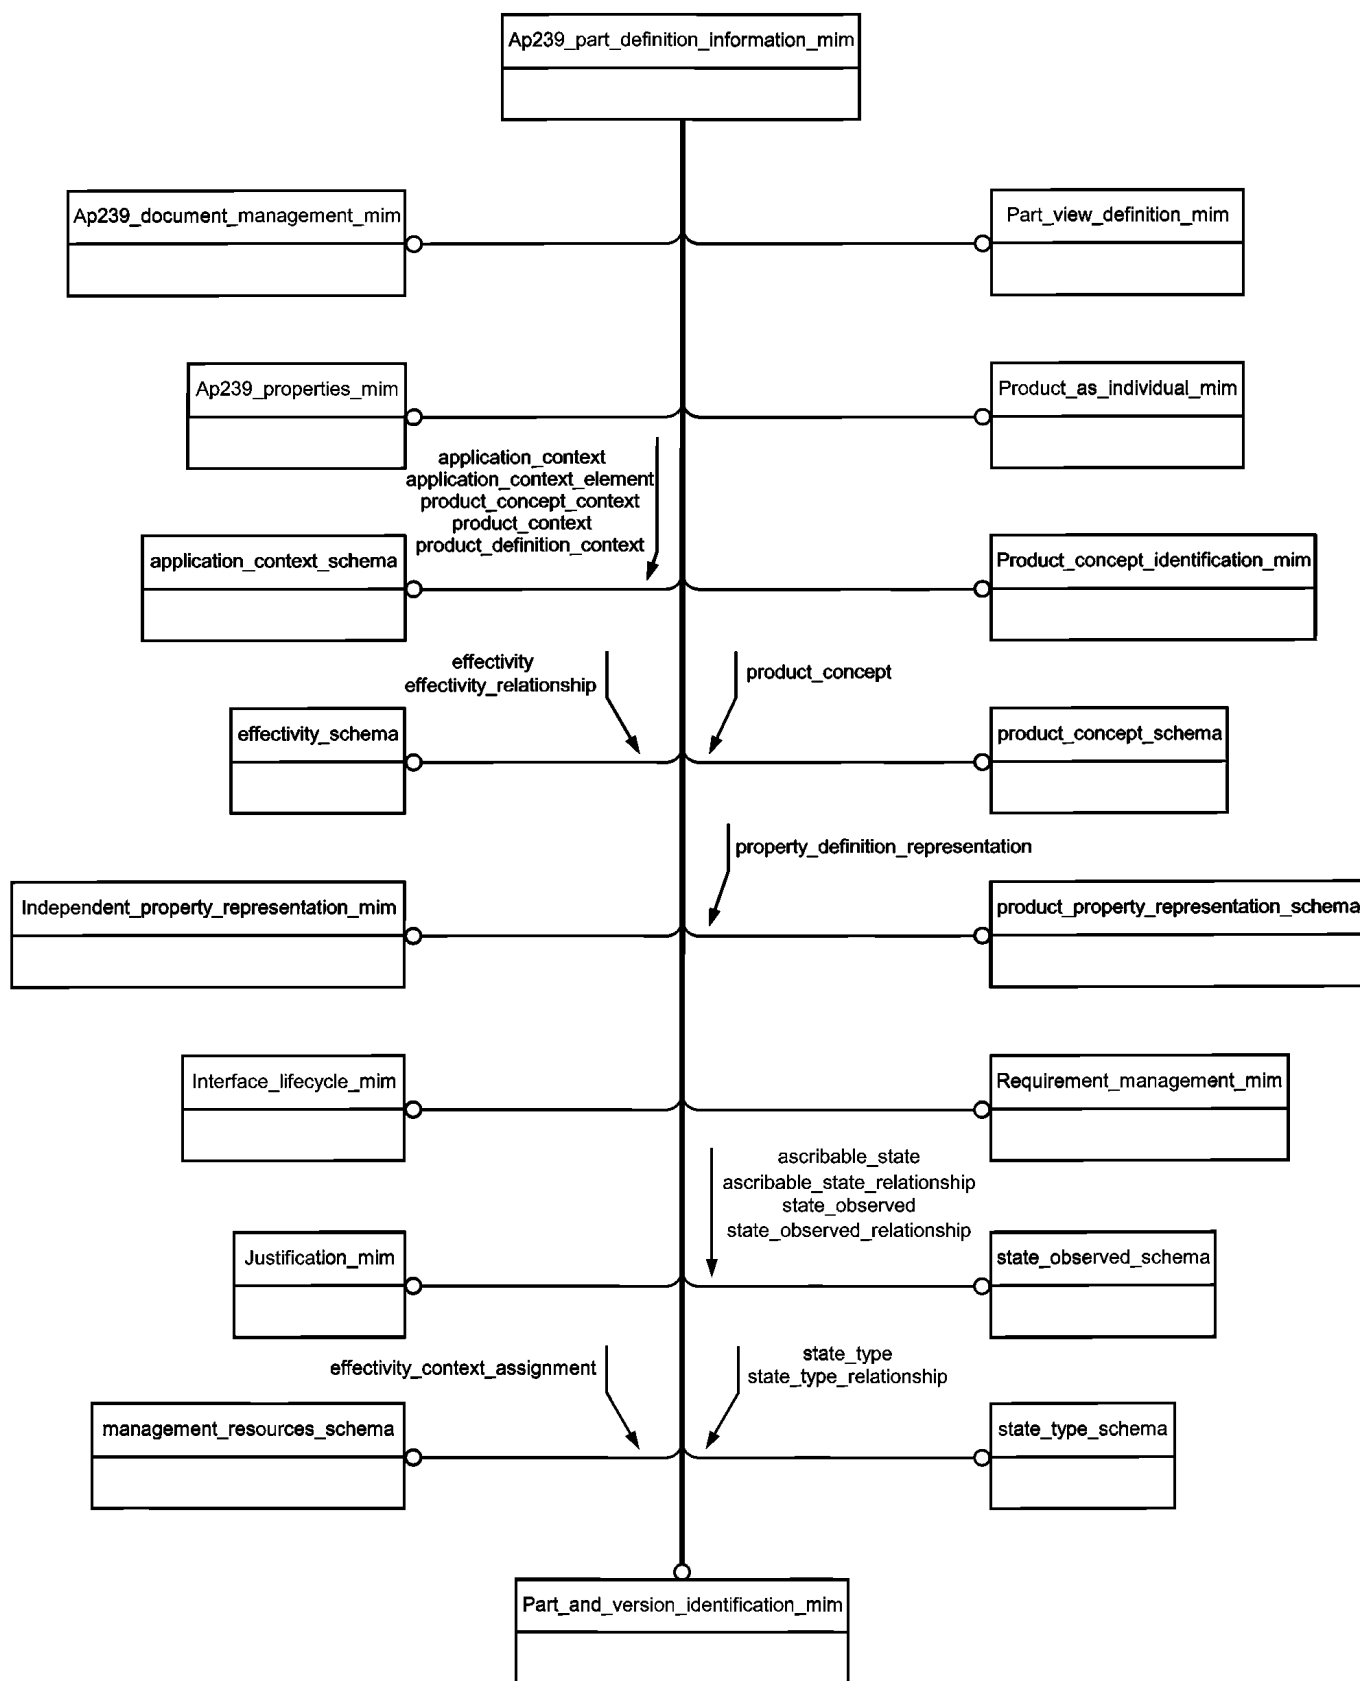 Ap239_part_definition_information_mim
Ap239_document_management_mim
Part_view_definition_mim
Ap239_properties_mim
Product_as_individual_mim
application_context
application_context_element
product_concept_context
product_context
product_definition_context
application_context_schema
Product_concept_identification_mim
effectivity
effectivity_relationship
product_concept
effectivity_schema
product_concept_schema
property_definition_representation
Independent_property_representation_mim
product_property_representation_schema
Interface_lifecycle_mim
Requirement_management_mim
ascribable_state
ascribable_state_relationship
state_observed
state_observed_relationship
Justification_mim
state_observed_schema
effectivity_context_assignment
state_type
state_type_relationship
management_resources_schema
state_type_schema
Part_and_version_identification_mim